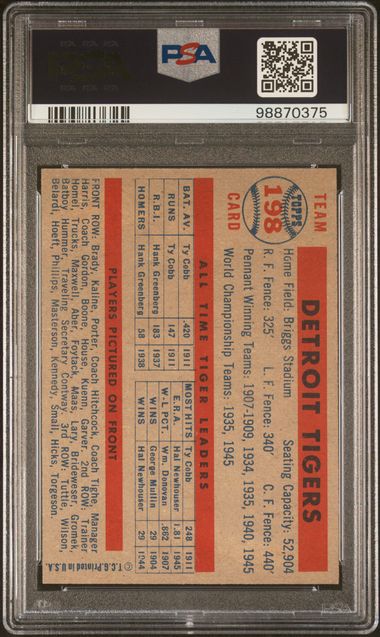 PSA
98870375
TEAM
TOPPS
198
CARD
DETROIT TIGERS
Home Field: Briggs Stadium Seating Capacity: 52,904
R. F. Fence: 325' L. F. Fence: 340' C. F. Fence: 440'
Pennant Winning Teams: 1907-1909, 1934, 1935, 1940, 1945
World Championship Teams: 1935, 1945
ALL TIME TIGER LEADERS
BAT. AV. Ty Cobb .420 1911
RUNS Ty Cobb 147 1911
R.B.I. Hank Greenberg 183 1937
HOMERS Hank Greenberg 58 1938
MOST HITS Ty Cobb 248 1911
E.R.A. Hal Newhouser 1.81 1945
W-L PCT. Wm. Donovan .862 1907
WINS George Mullin 29 1904
WINS Hal Newhouser 29 1944
PLAYERS PICTURED ON FRONT
FRONT ROW: Brady, Kaline, Porter, Coach Hitchcock, Coach Tighe, Manager
Harris, Coach Gordon, Boone, House, Kuenn, Garver. 2nd ROW: Trainer
Homel, Trucks, Maxwell, Aber, Foytack, Maas, Lary, Brideweser, Gromek,
Batboy Hummer, Traveling Secretary Contway. 3rd ROW: Tuttle, Wilson,
Belardi, Hoeft, Phillips, Masterson, Kennedy, Small, Hicks, Torgeson.
© T.C.G. Printed in U.S.A.